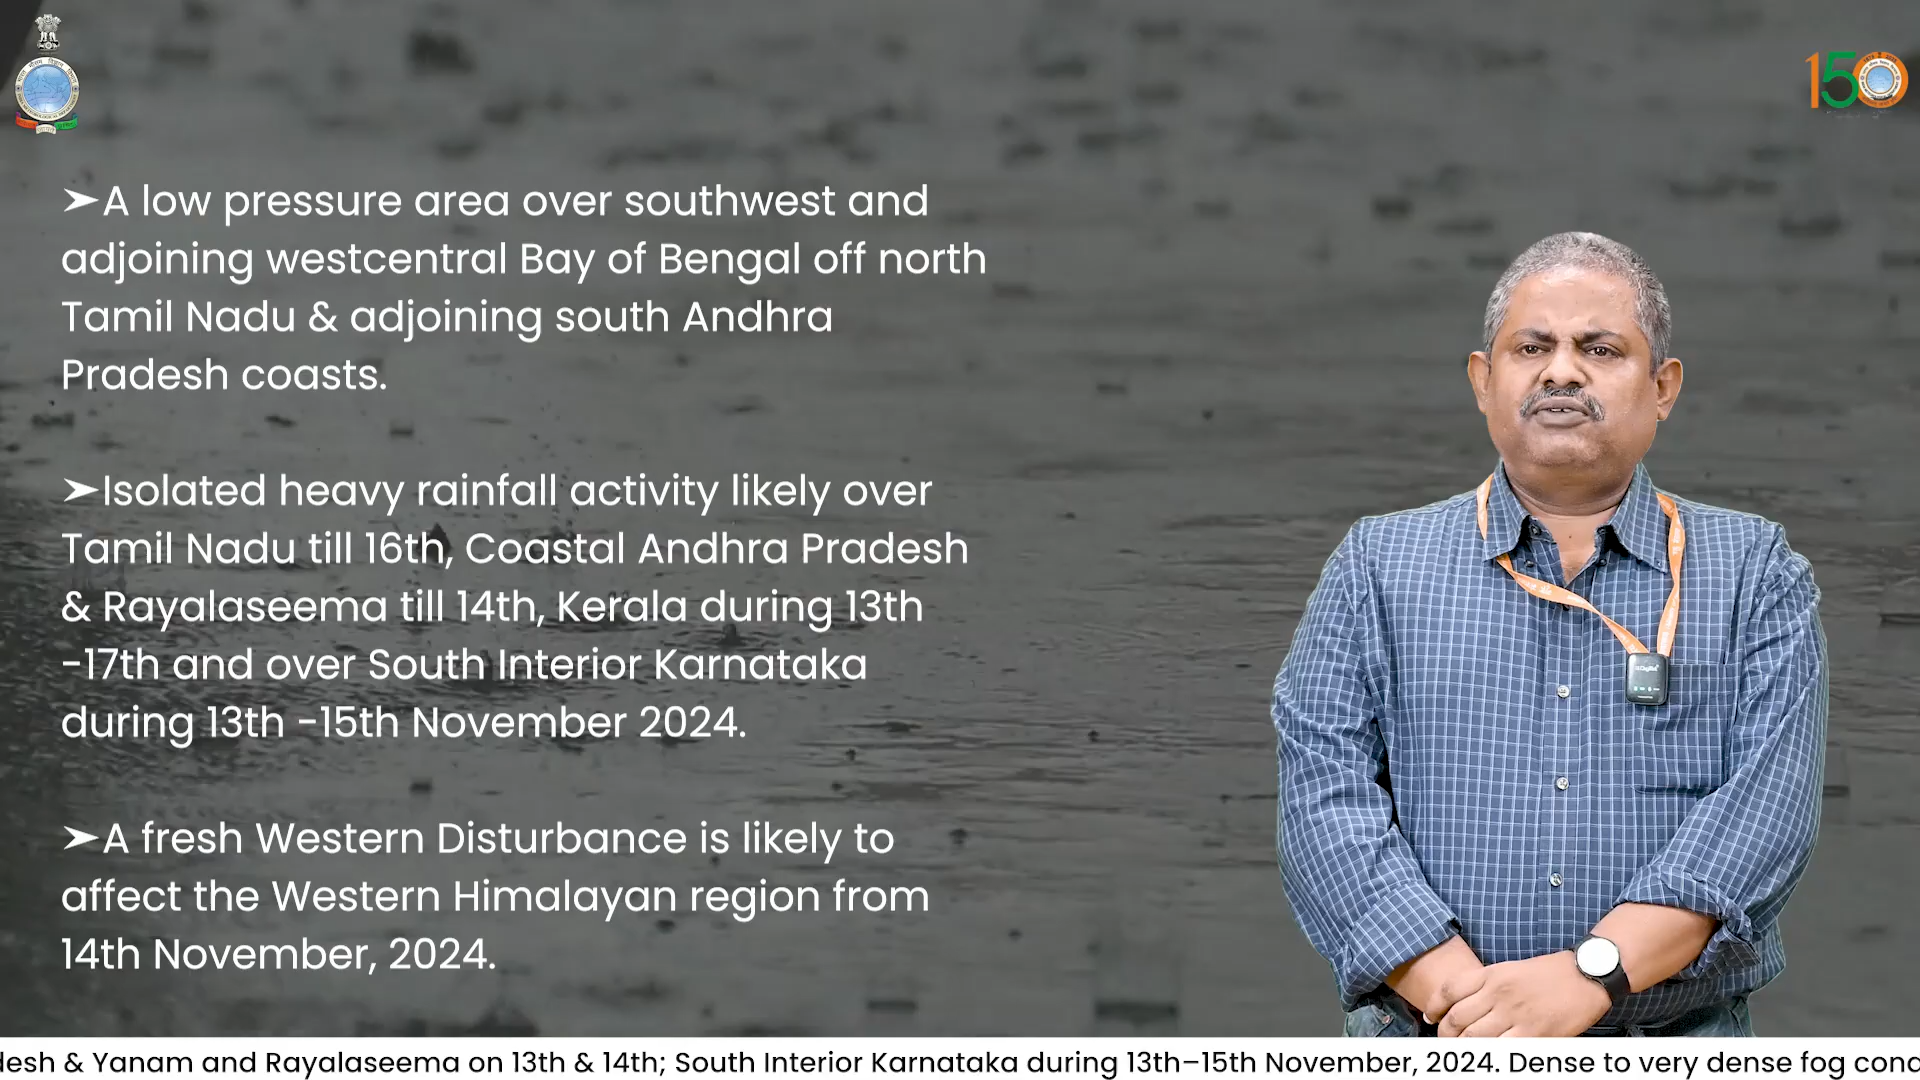 150
➤A low pressure area over southwest and
adjoining westcentral Bay of Bengal off north
Tamil Nadu & adjoining south Andhra
Pradesh coasts.
➤Isolated heavy rainfall activity likely over
Tamil Nadu till 16th, Coastal Andhra Pradesh
& Rayalaseema till 14th, Kerala during 13th
-17th and over South Interior Karnataka
during 13th -15th November 2024.
➤A fresh Western Disturbance is likely to
affect the Western Himalayan region from
14th November, 2024.
desh & Yanam and Rayalaseema on 13th & 14th; South Interior Karnataka during 13th–15th November, 2024. Dense to very dense fog cond